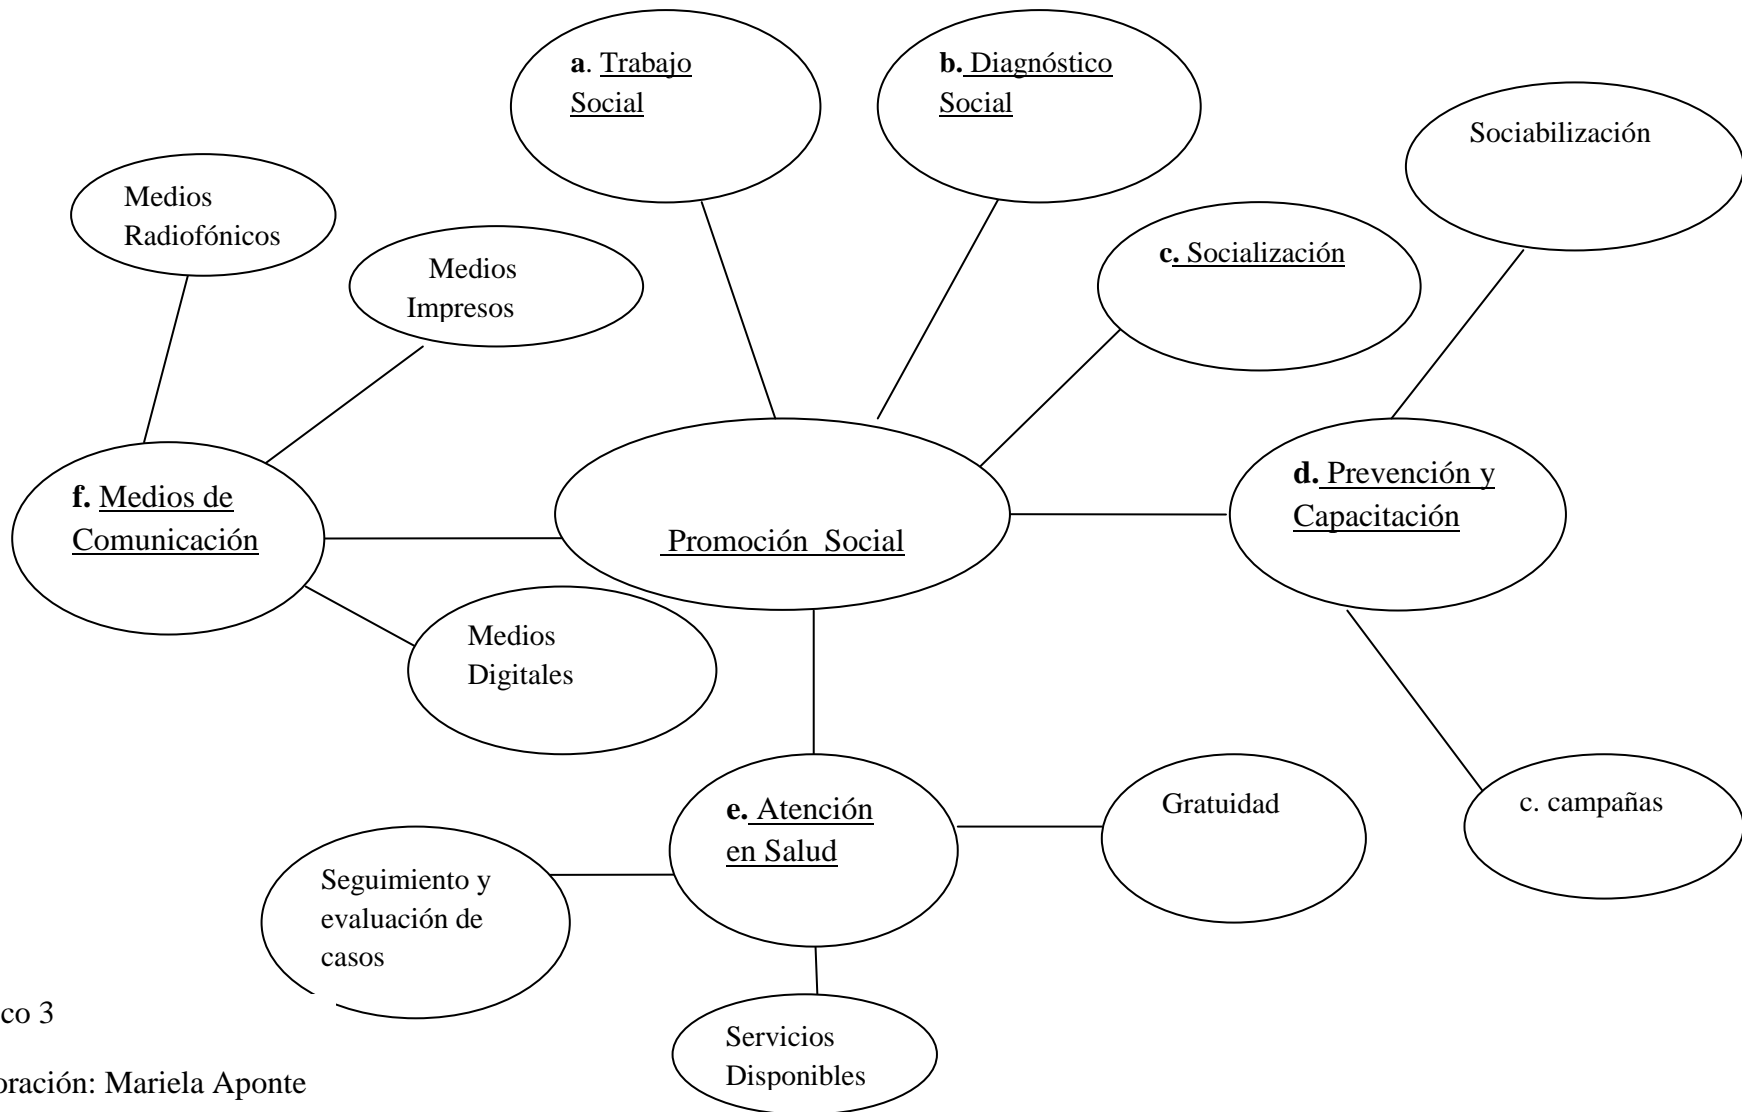 a. Trabajo
Social
b. Diagnóstico
Social
Sociabilización
Medios
Radiofónicos
Medios
Impresos
c. Socialización
f. Medios de
Comunicación
Promoción Social
d. Prevención y
Capacitación
Medios
Digitales
e. Atención
en Salud
Gratuidad
c. campañas
Seguimiento y
evaluación de
casos
Servicios
Disponibles
co 3
oración: Mariela Aponte